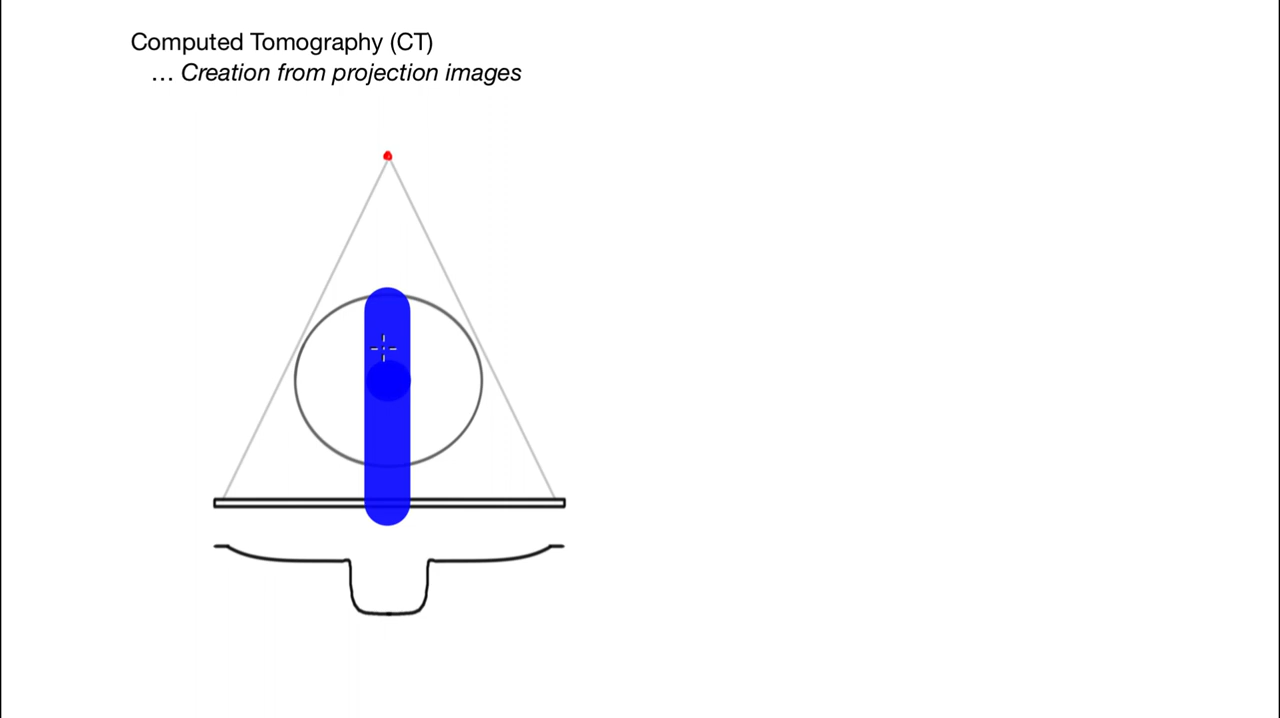 Computed Tomography (CT)
… Creation from projection images